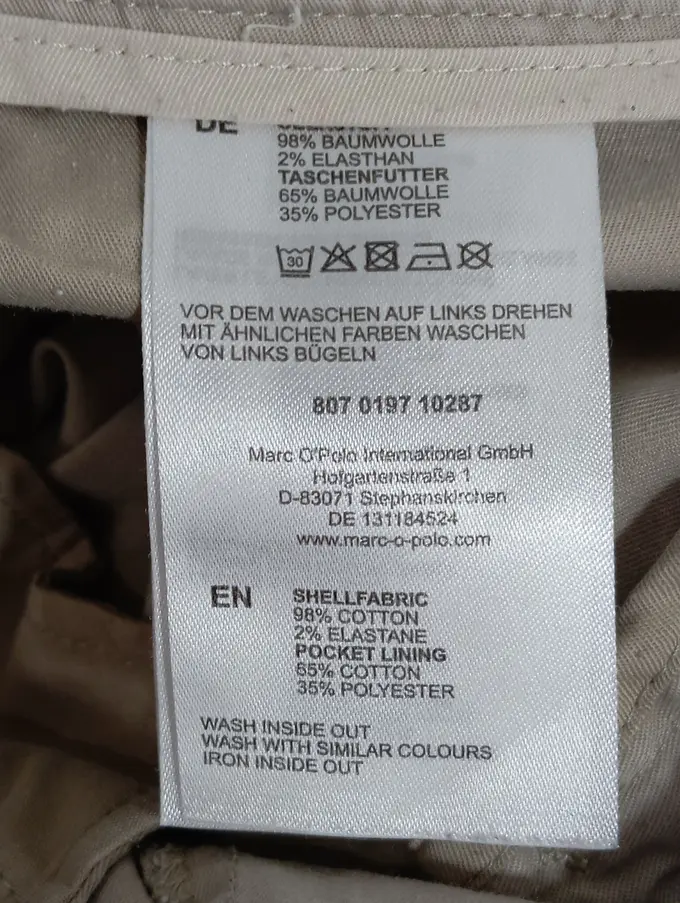 DE
98% BAUMWOLLE
2% ELASTHAN
TASCHENFUTTER
65% BAUMWOLLE
35% POLYESTER
30
VOR DEM WASCHEN AUF LINKS DREHEN
MIT ÄHNLICHEN FARBEN WASCHEN
VON LINKS BÜGELN
807 0197 10287
Marc O'Polo International GmbH
Hofgartenstraße 1
D-83071 Stephanskirchen
DE 131184524
www.marc-o-polo.com
EN SHELLFABRIC
98% COTTON
2% ELASTANE
POCKET LINING
65% COTTON
35% POLYESTER
WASH INSIDE OUT
WASH WITH SIMILAR COLOURS
IRON INSIDE OUT